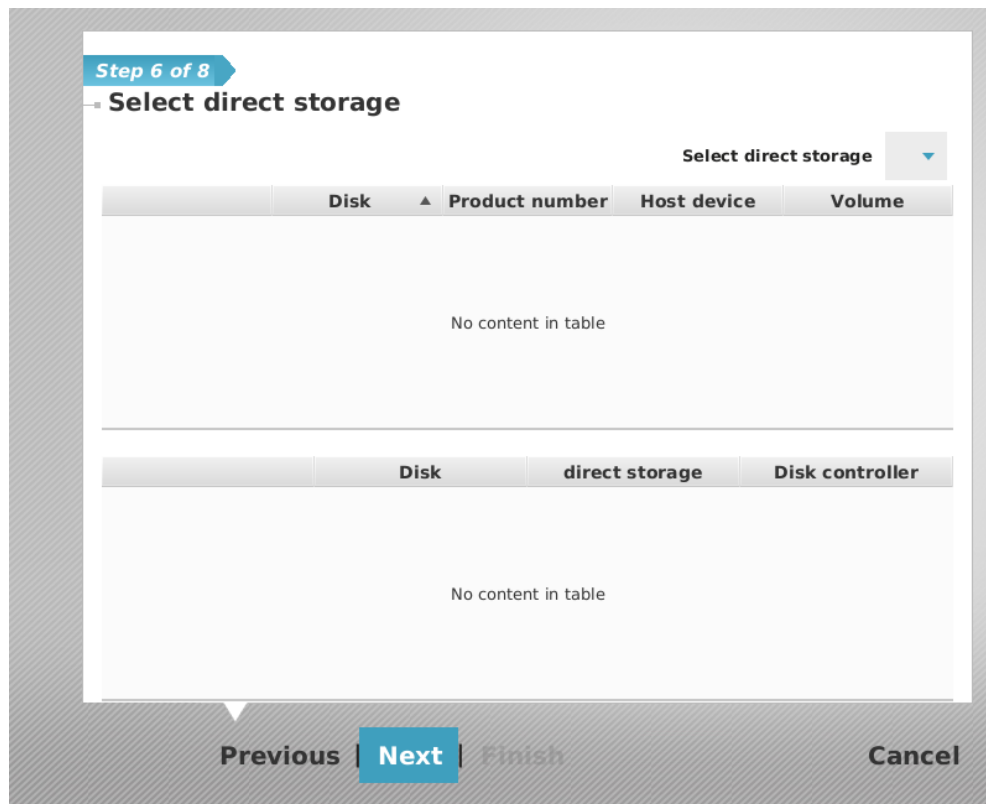 Step 6 of 8
Select direct storage
Select direct storage
Disk Product number Host device Volume
No content in table
Disk direct storage Disk controller
No content in table
Previous | Next | Finish Cancel